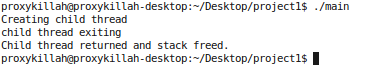 proxykillah@proxykillah-desktop:~/Desktop/project1$ ./main
Creating child thread
child thread exiting
Child thread returned and stack freed.
proxykillah@proxykillah-desktop:~/Desktop/project1$